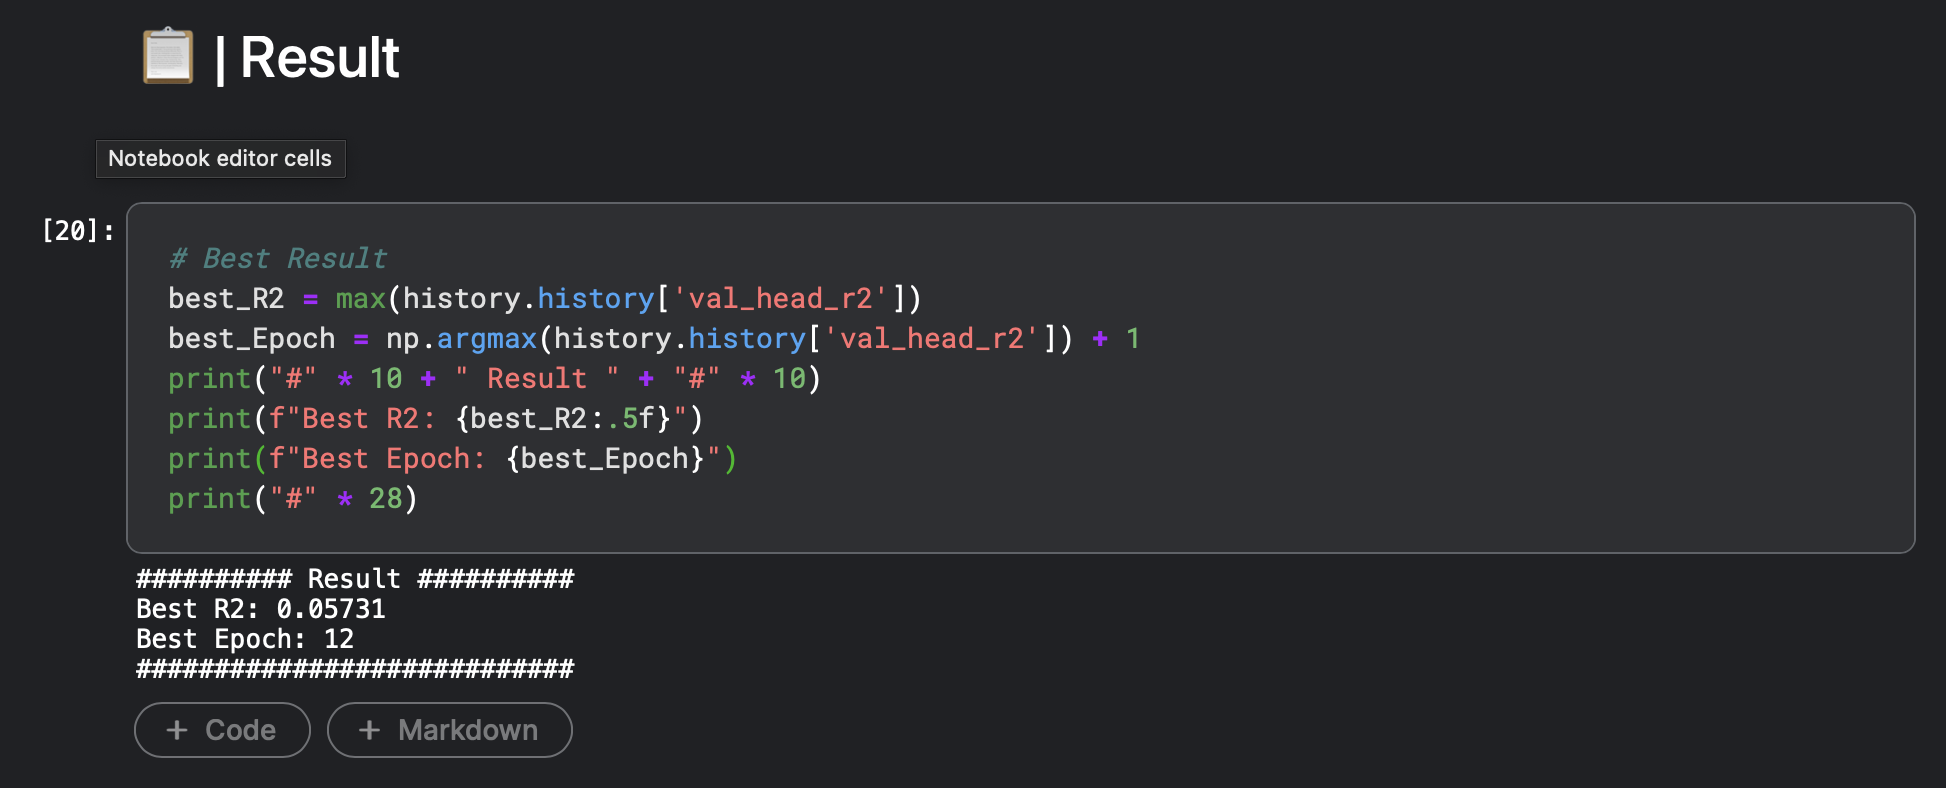 | Result
Notebook editor cells
[20]:
# Best Result
best_R2 = max(history.history['val_head_r2'])
best_Epoch = np.argmax(history.history['val_head_r2']) + 1
print("#" * 10 + " Result " + "#" * 10)
print(f"Best R2: {best_R2:.5f}")
print(f"Best Epoch: {best_Epoch}")
print("#" * 28)
########## Result ##########
Best R2: 0.05731
Best Epoch: 12
############################
+ Code + Markdown